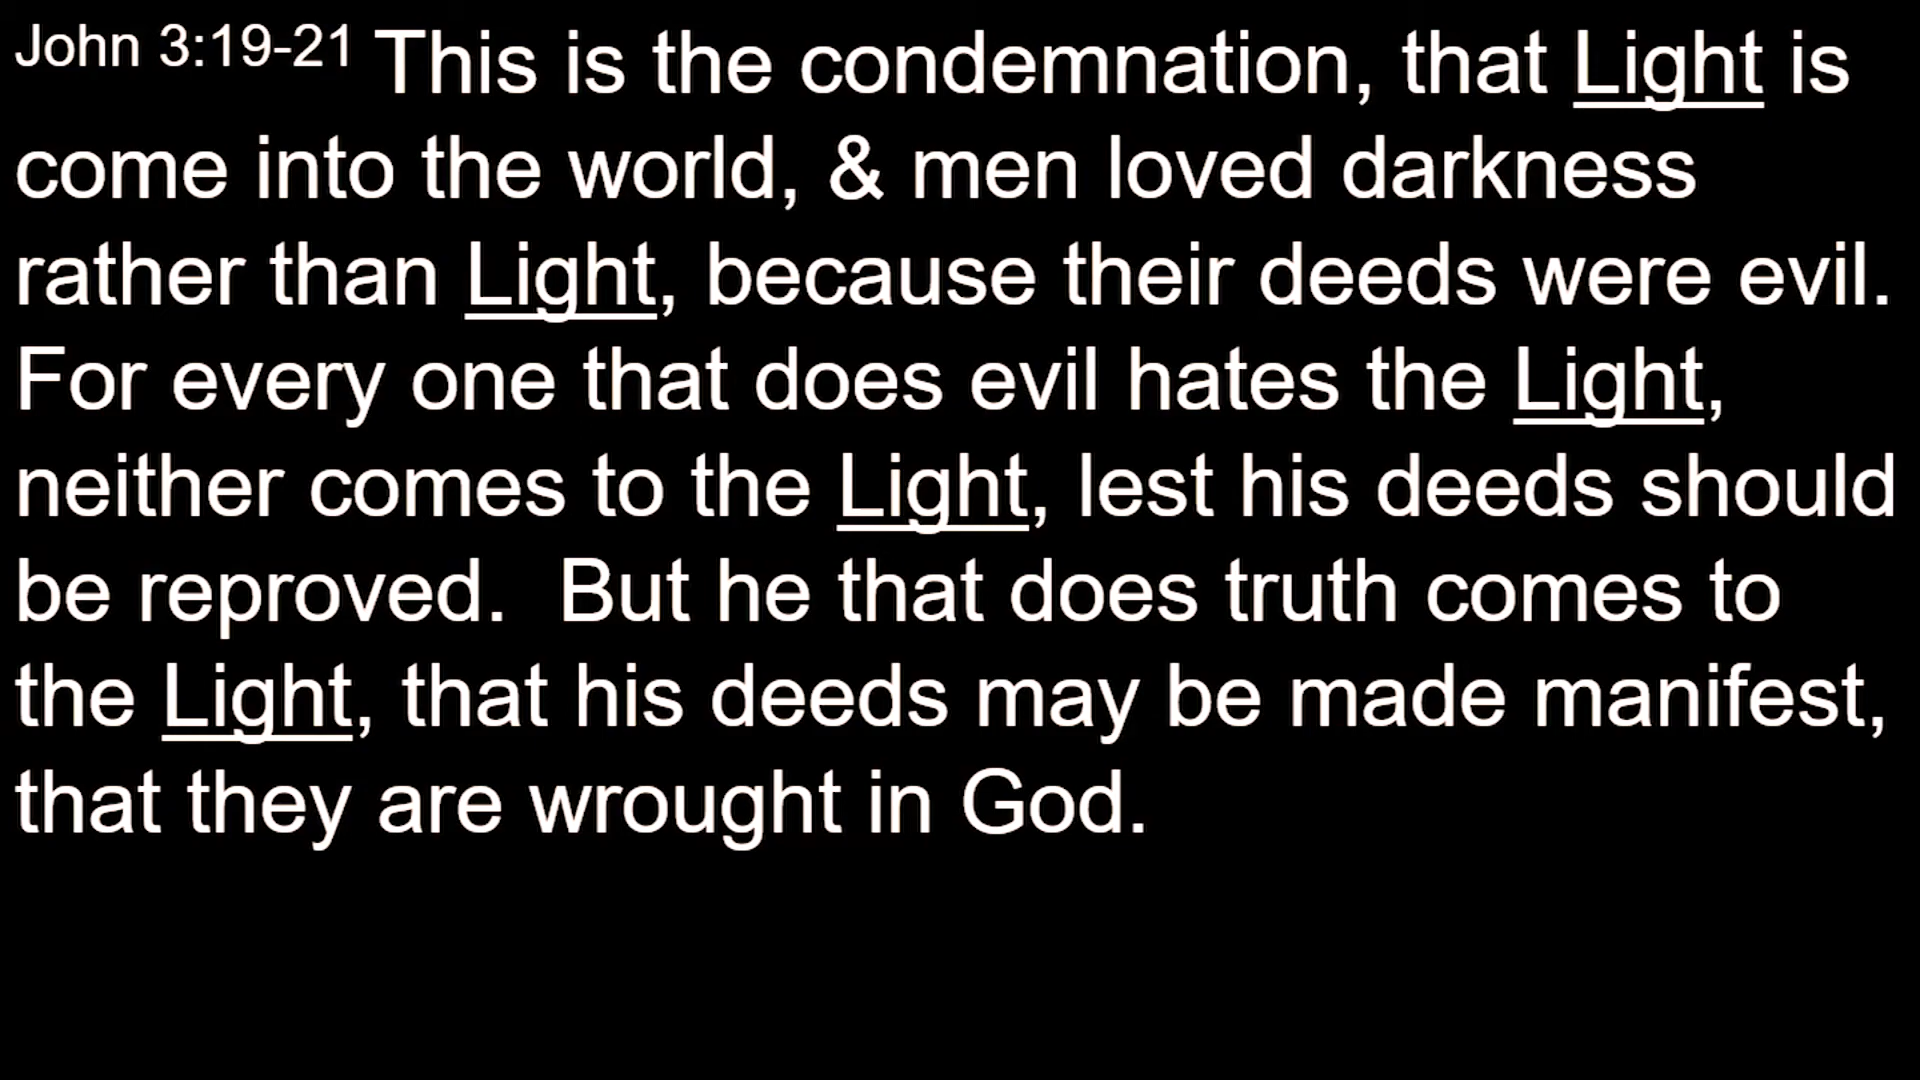 John 3:19-21 This is the condemnation, that Light is
come into the world, & men loved darkness
rather than Light, because their deeds were evil.
For every one that does evil hates the Light,
neither comes to the Light, lest his deeds should
be reproved.  But he that does truth comes to
the Light, that his deeds may be made manifest,
that they are wrought in God.